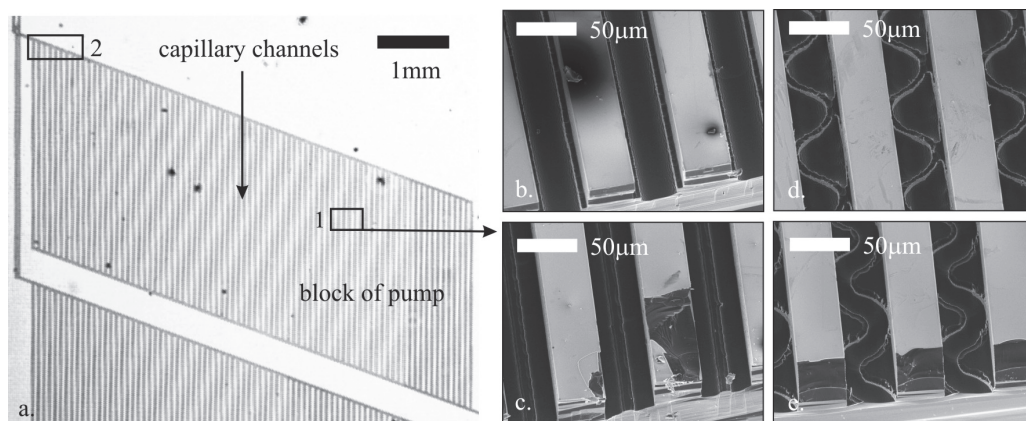 2
capillary channels
1mm
1
block of pump
a.
50μm
b.
50μm
d.
50μm
c.
50μm
e.